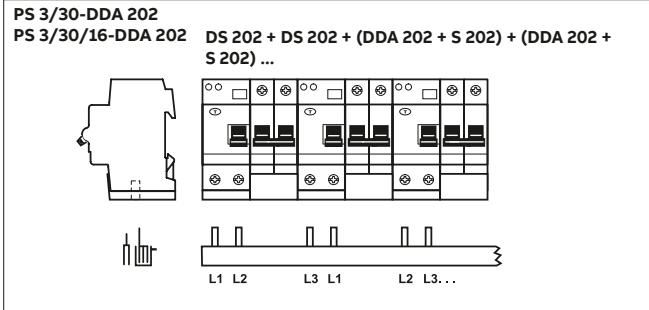 PS 3/30-DDA 202
PS 3/30/16-DDA 202
DS 202 + DS 202 + (DDA 202 + S 202) + (DDA 202 +
S 202) ...
T T T
L1 L2 L3 L1 L2 L3. . .